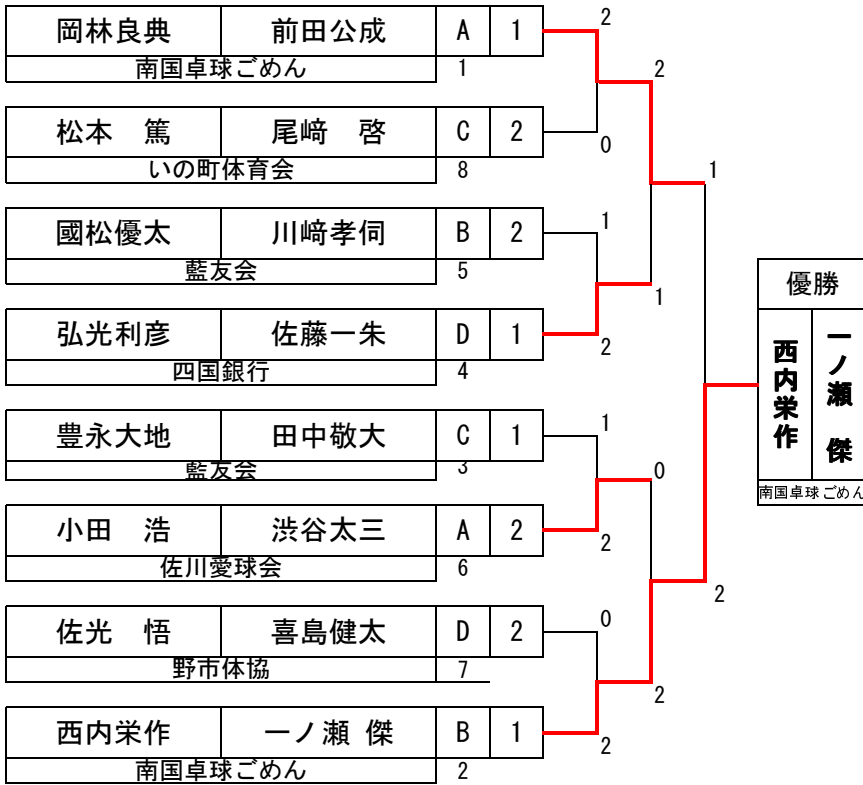 岡林良典 前田公成 A 1
南国卓球ごめん 1
松本 篤 尾﨑 啓 C 2
いの町体育会 8
國松優太 川﨑孝伺 B 2
藍友会 5
弘光利彦 佐藤一朱 D 1
四国銀行 4
豊永大地 田中敬大 C 1
藍友会 3
小田 浩 渋谷太三 A 2
佐川愛球会 6
佐光 悟 喜島健太 D 2
野市体協 7
西内栄作 一ノ瀬 傑 B 1
南国卓球ごめん 2
2
0
1
2
1
2
0
2
2
1
0
2
1
2
優勝
西内栄作
一ノ瀬 傑
南国卓球ごめん